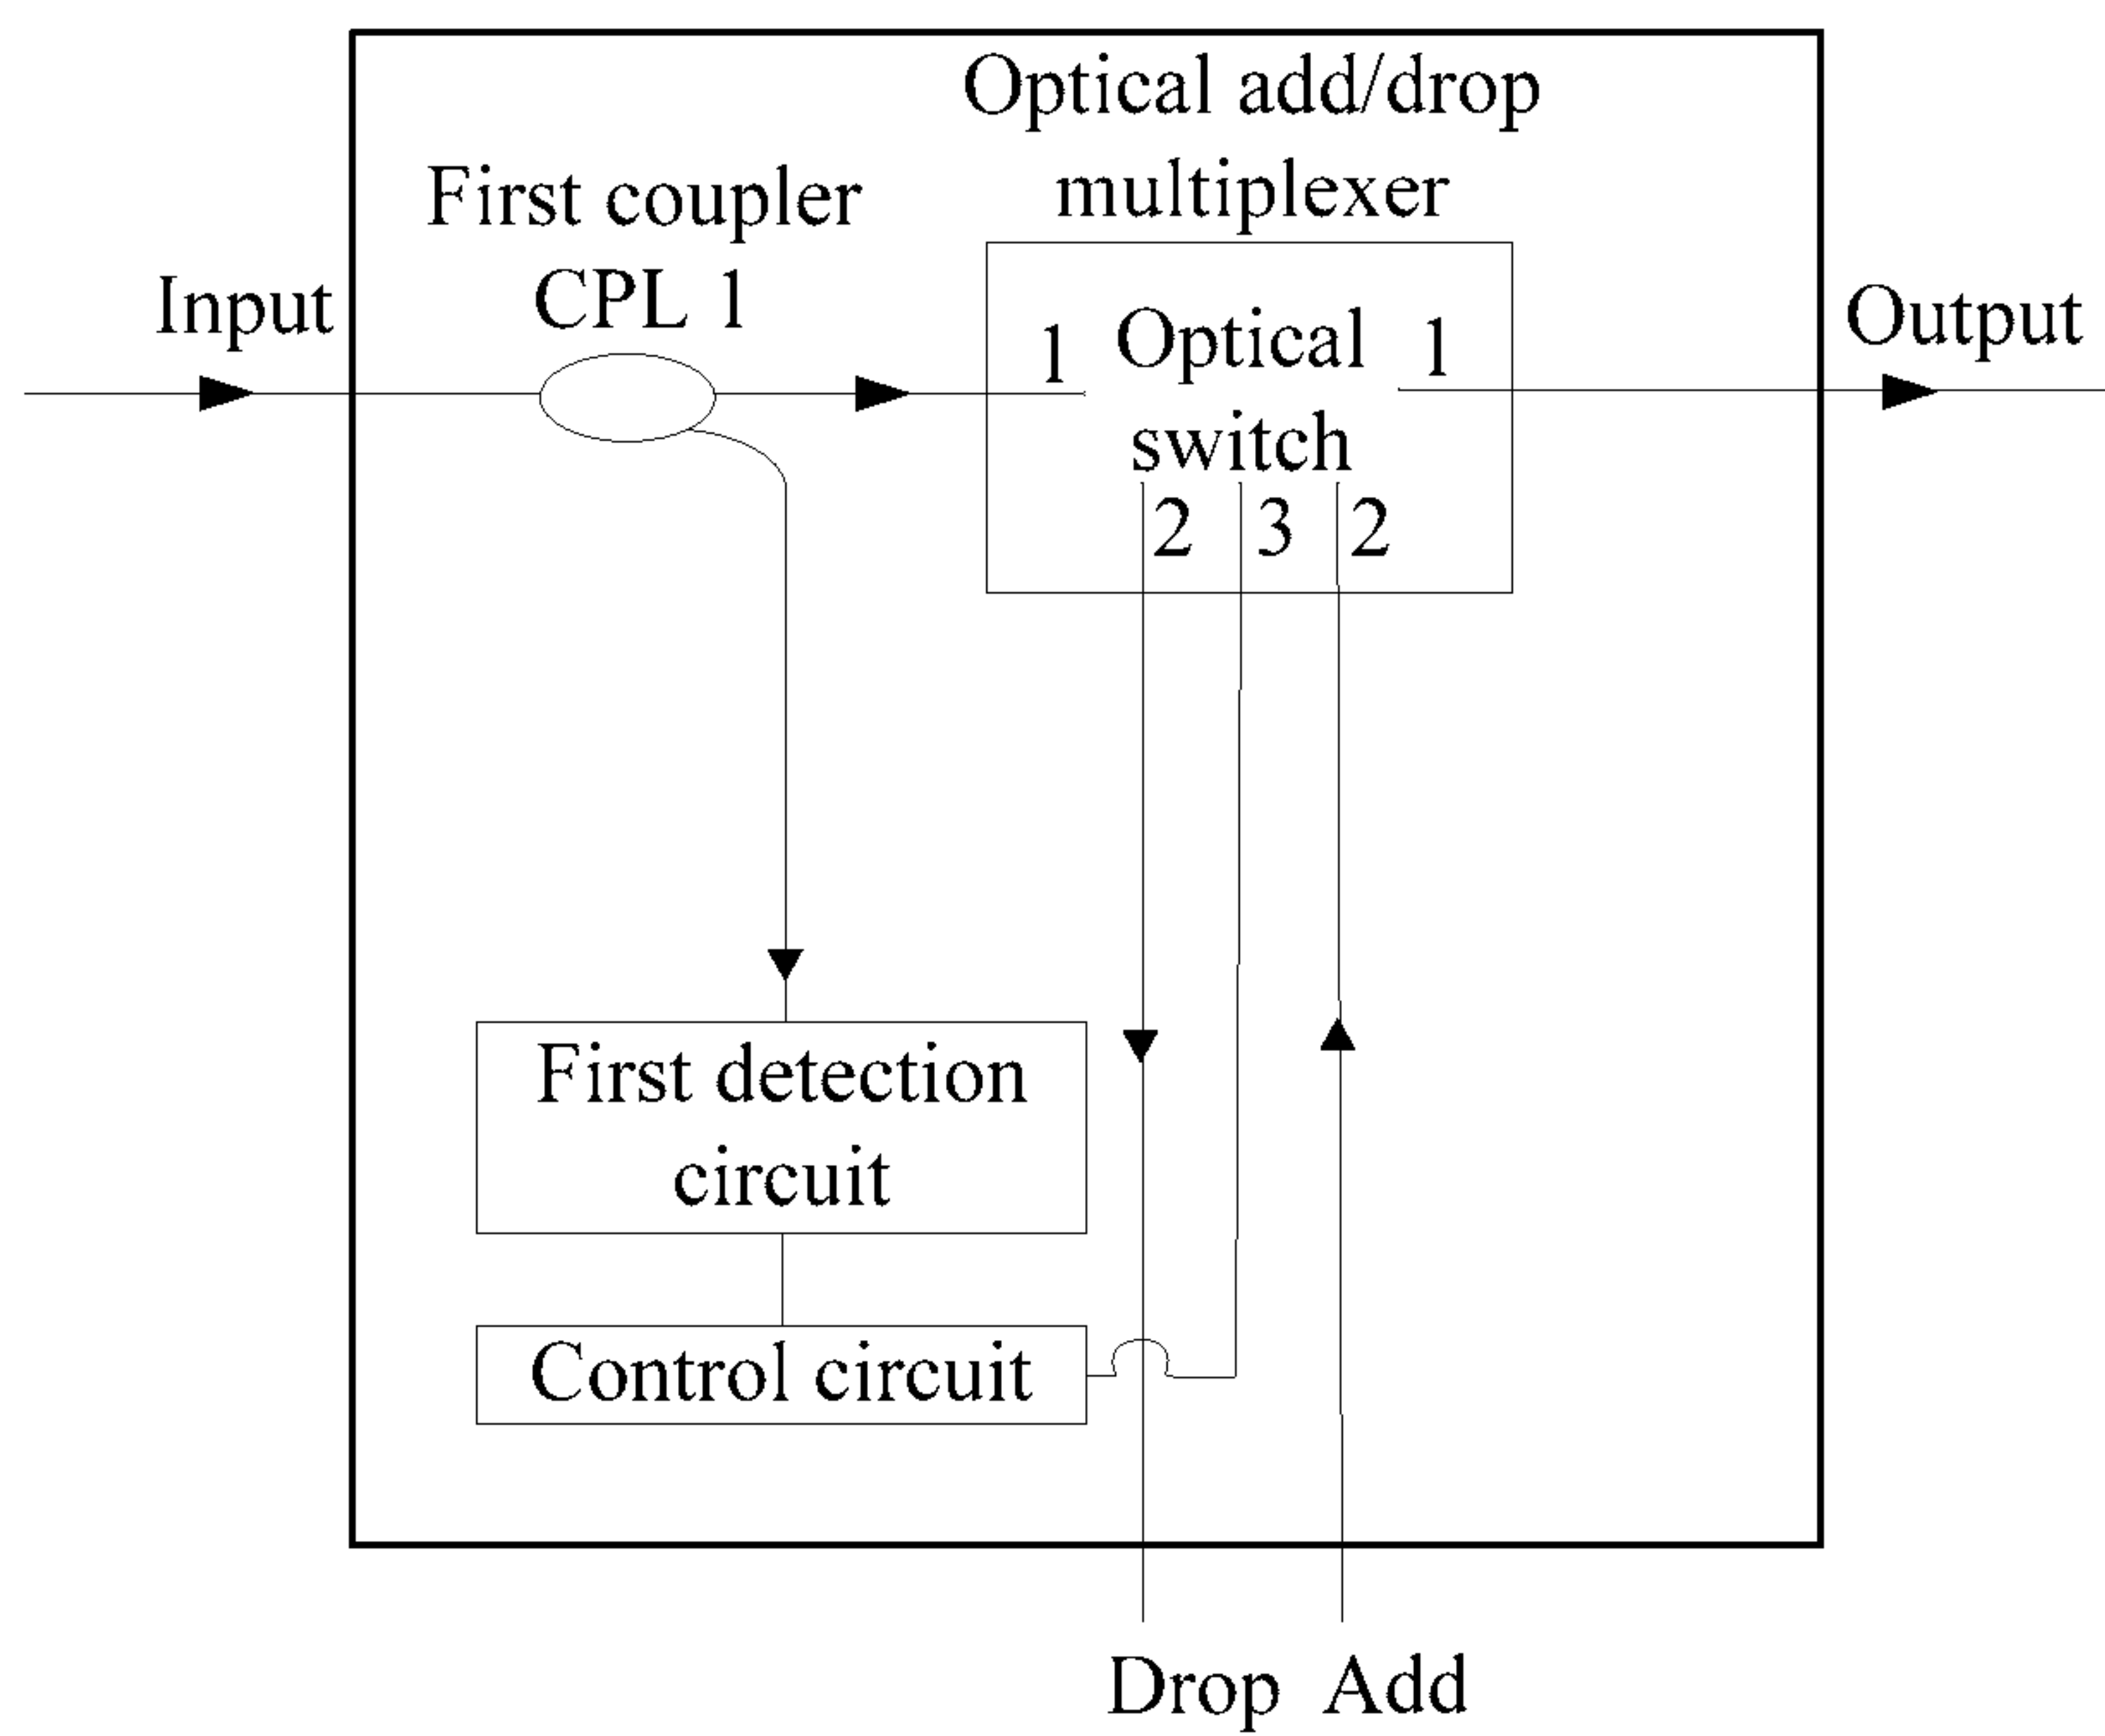 Optical add/drop
multiplexer
First coupler
CPL 1
Input
Output
1
Optical
switch
1
2
3
2
First detection
circuit
Control circuit
Drop
Add